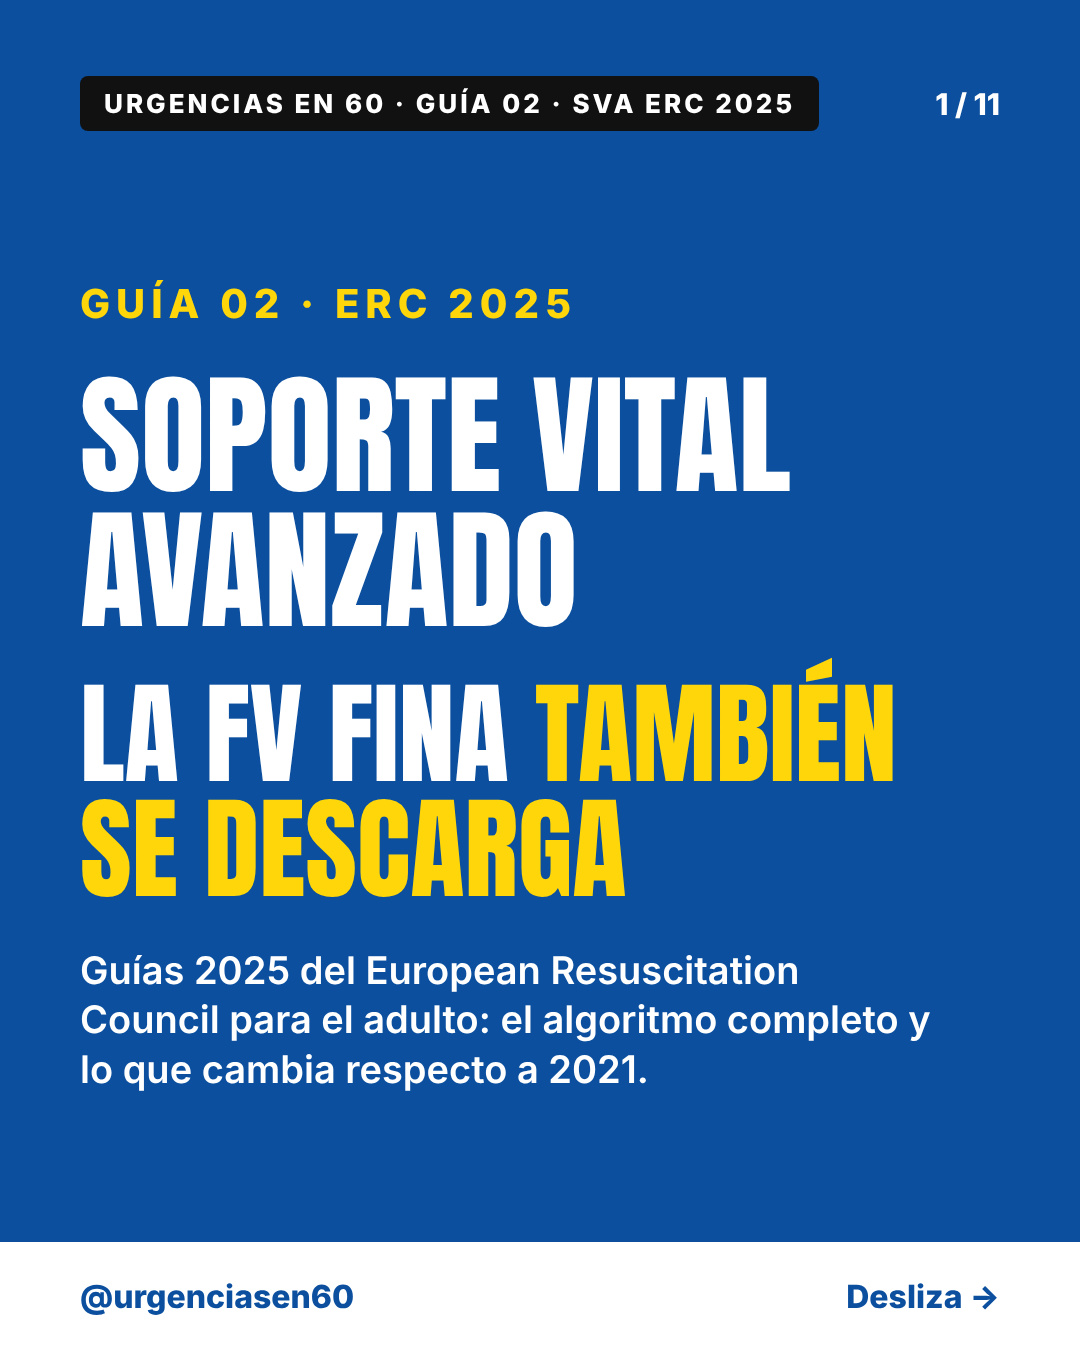 URGENCIAS EN 60 · GUÍA 02 · SVA ERC 2025
1 / 11
GUÍA 02 · ERC 2025
SOPORTE VITAL
AVANZADO
LA FV FINA TAMBIÉN
SE DESCARGA
Guías 2025 del European Resuscitation
Council para el adulto: el algoritmo completo y
lo que cambia respecto a 2021.
@urgenciasen60
Desliza →